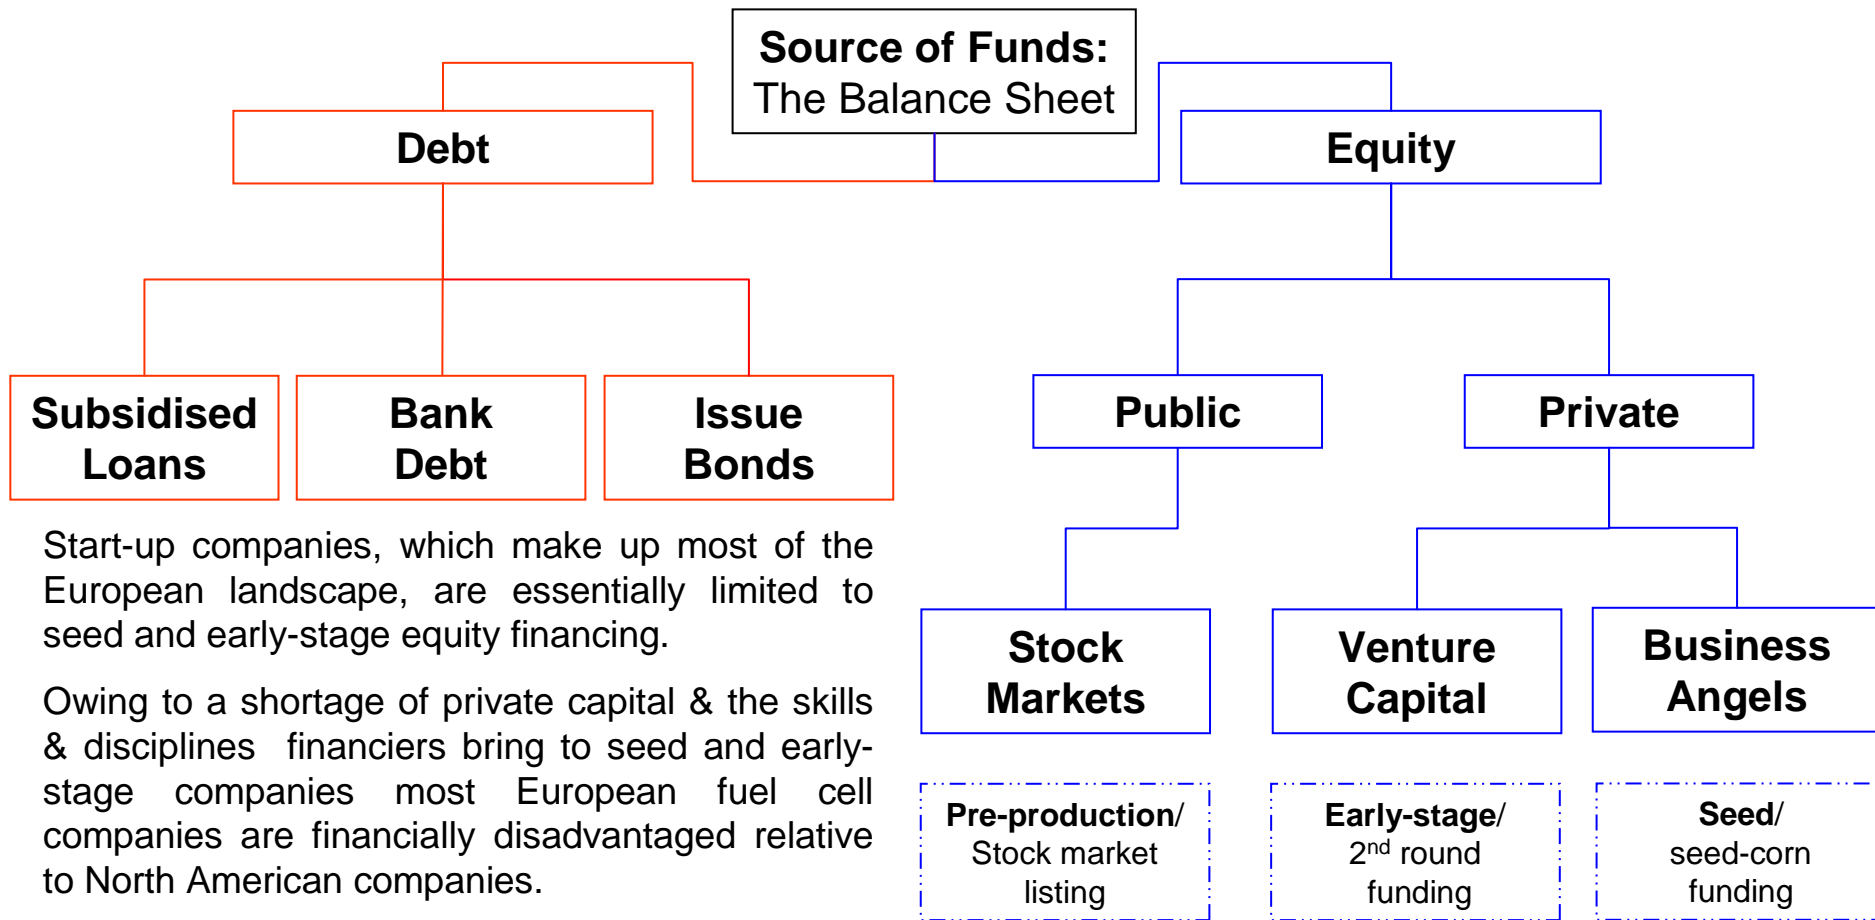 Source of Funds:
The Balance Sheet
Debt
Equity
Subsidised
Loans
Bank
Debt
Issue
Bonds
Public
Private
Start-up companies, which make up most of the
European landscape, are essentially limited to
seed and early-stage equity financing.
Owing to a shortage of private capital & the skills
& disciplines financiers bring to seed and early-
stage companies most European fuel cell
companies are financially disadvantaged relative
to North American companies.
Stock
Markets
Venture
Capital
Business
Angels
Pre-production/
Stock market
listing
Early-stage/
2nd round
funding
Seed/
seed-corn
funding